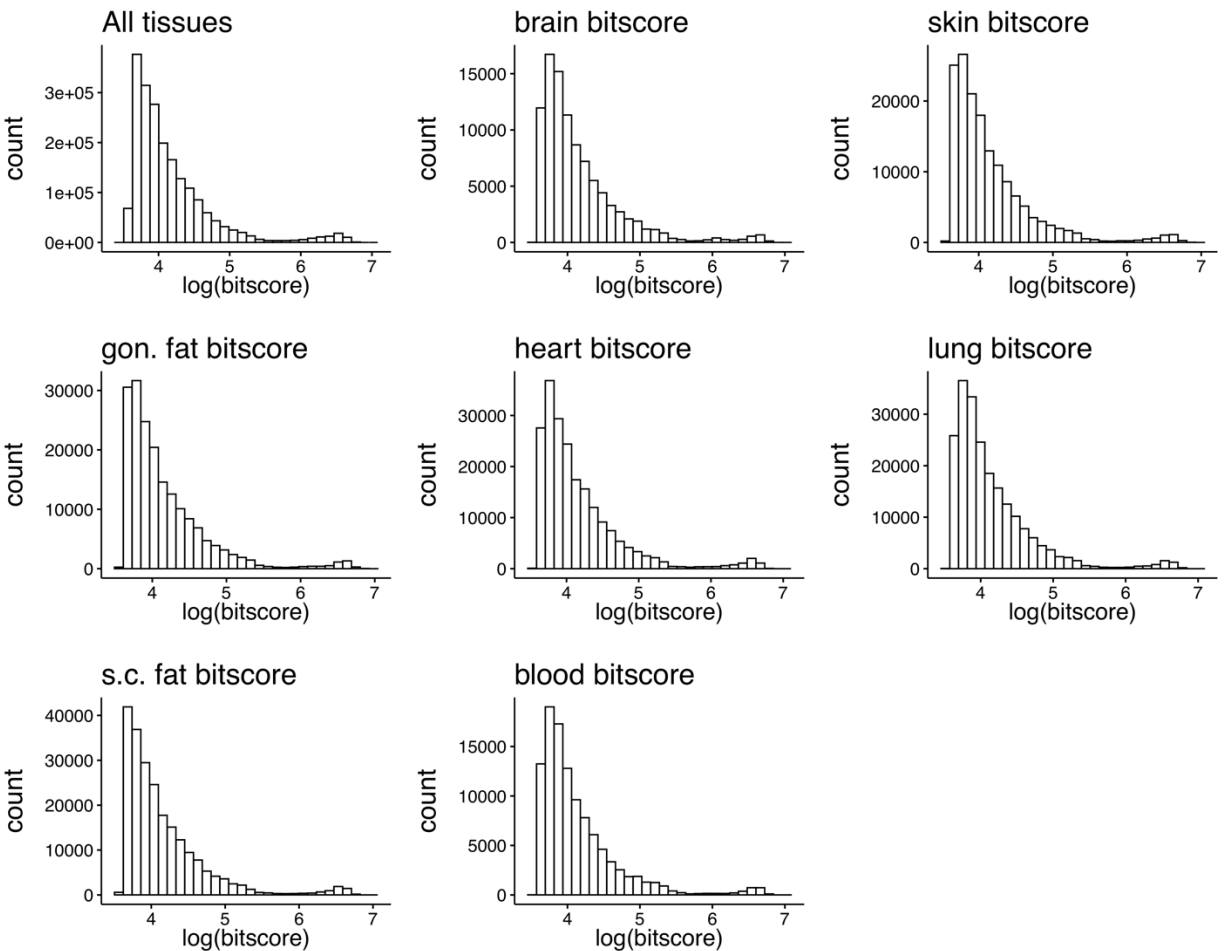 All tissues
count
3e+05
2e+05
1e+05
0e+00
4 5 6 7
log(bitscore)
brain bitscore
count
15000
10000
5000
0
4 5 6 7
log(bitscore)
skin bitscore
count
20000
10000
0
4 5 6 7
log(bitscore)
gon. fat bitscore
count
30000
20000
10000
0
4 5 6 7
log(bitscore)
heart bitscore
count
30000
20000
10000
0
4 5 6 7
log(bitscore)
lung bitscore
count
30000
20000
10000
0
4 5 6 7
log(bitscore)
s.c. fat bitscore
count
40000
30000
20000
10000
0
4 5 6 7
log(bitscore)
blood bitscore
count
15000
10000
5000
0
4 5 6 7
log(bitscore)